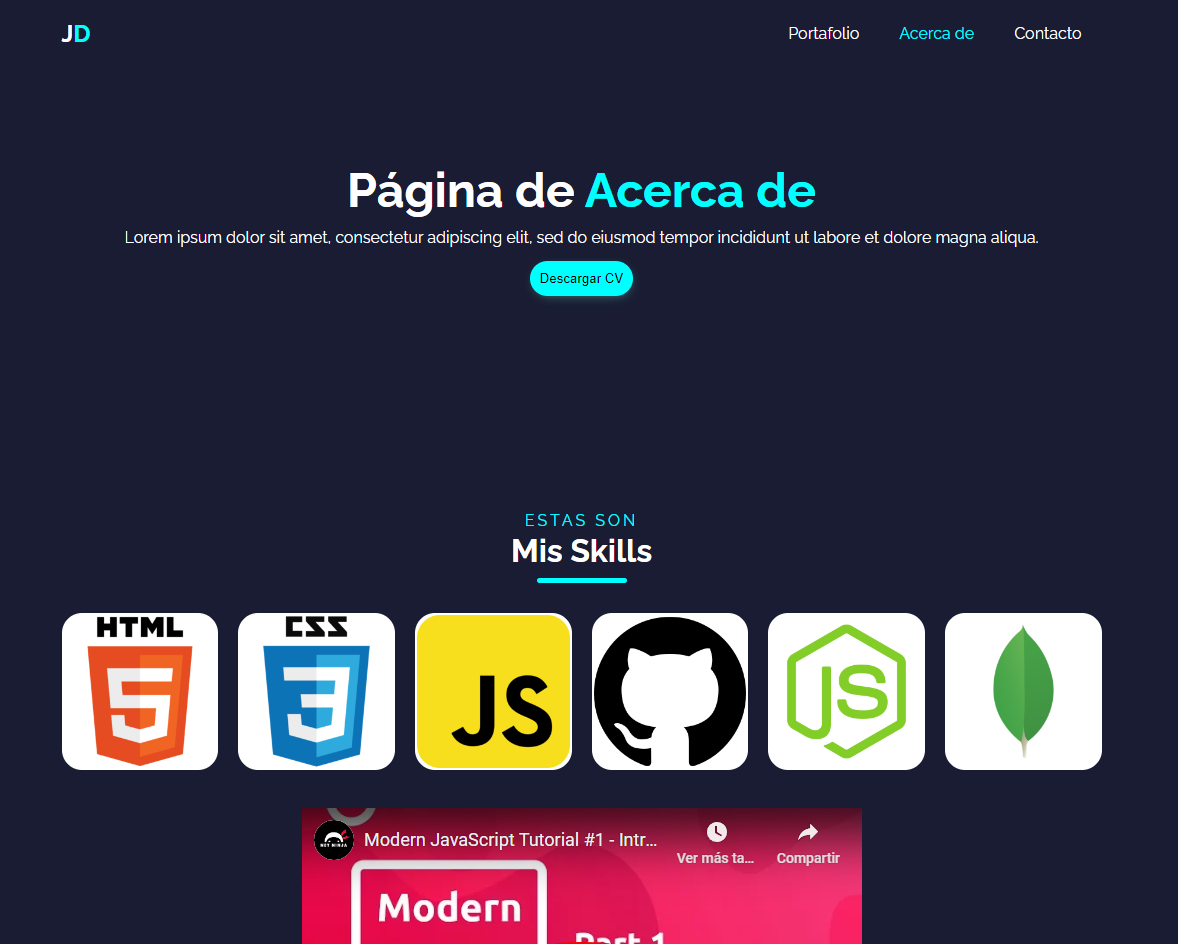 JD
Portafolio
Acerca de
Contacto
Página de Acerca de
Lorem ipsum dolor sit amet, consectetur adipiscing elit, sed do eiusmod tempor incididunt ut labore et dolore magna aliqua.
Descargar CV
ESTAS SON
Mis Skills
HTML
5
CSS
3
JS
JS
NET NINJA
Modern JavaScript Tutorial #1 - Intr...
Ver más ta...
Compartir
Modern
Part 1